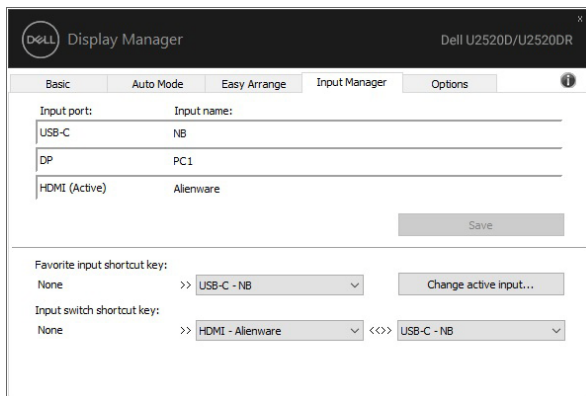 DELL Display Manager Dell U2520D/U2520DR x
Basic Auto Mode Easy Arrange Input Manager Options i
Input port: Input name:
USB-C NB
DP PC1
HDMI (Active) Alienware
Save
Favorite input shortcut key:
None >> USB-C - NB Change active input...
Input switch shortcut key:
None >> HDMI - Alienware <<>> USB-C - NB